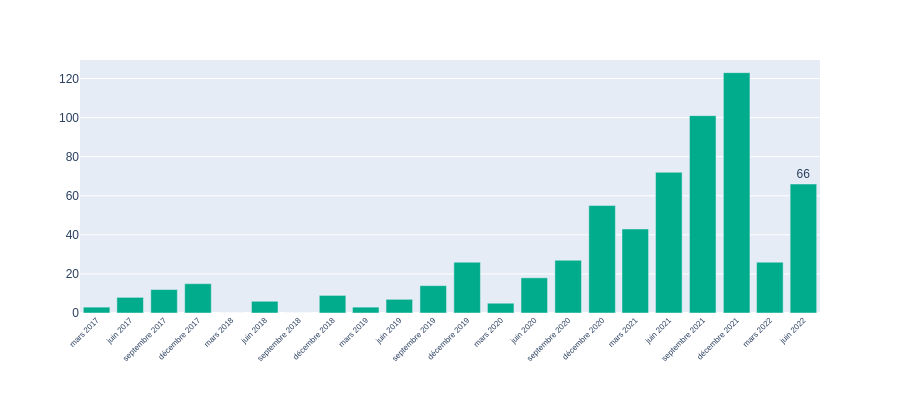 120
100
80
60
40
20
0
66
mars 2017
juin 2017
septembre 2017
décembre 2017
mars 2018
juin 2018
septembre 2018
décembre 2018
mars 2019
juin 2019
septembre 2019
décembre 2019
mars 2020
juin 2020
septembre 2020
décembre 2020
mars 2021
juin 2021
septembre 2021
décembre 2021
mars 2022
juin 2022